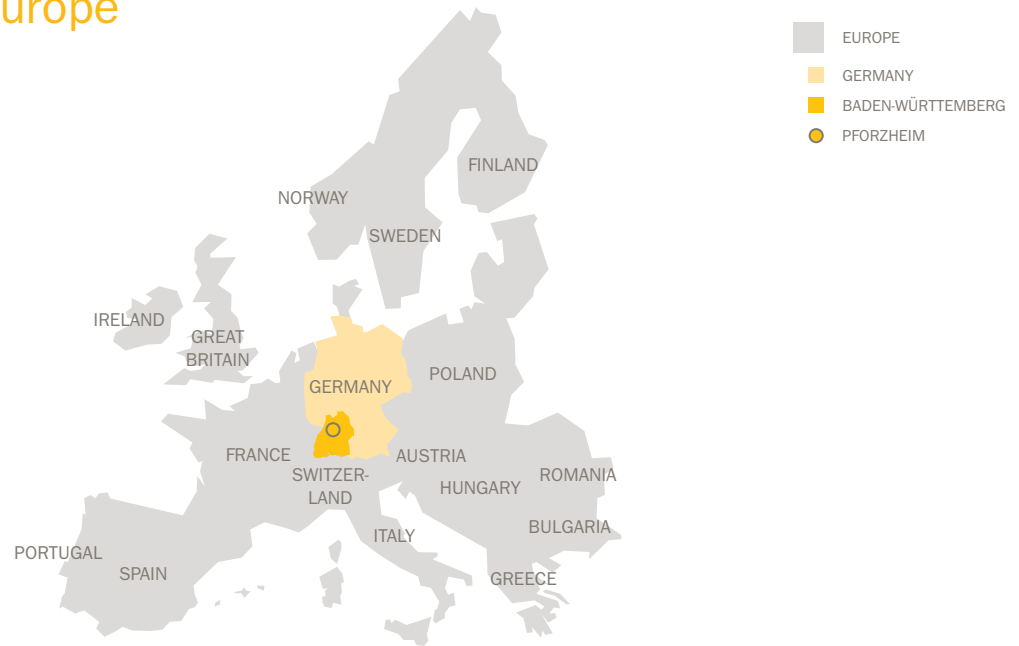 urope
EUROPE
GERMANY
BADEN-WÜRTTEMBERG
PFORZHEIM
FINLAND
NORWAY
SWEDEN
IRELAND
GREAT
BRITAIN
GERMANY
POLAND
FRANCE
AUSTRIA
SWITZER-
LAND
HUNGARY
ROMANIA
BULGARIA
ITALY
PORTUGAL
SPAIN
GREECE